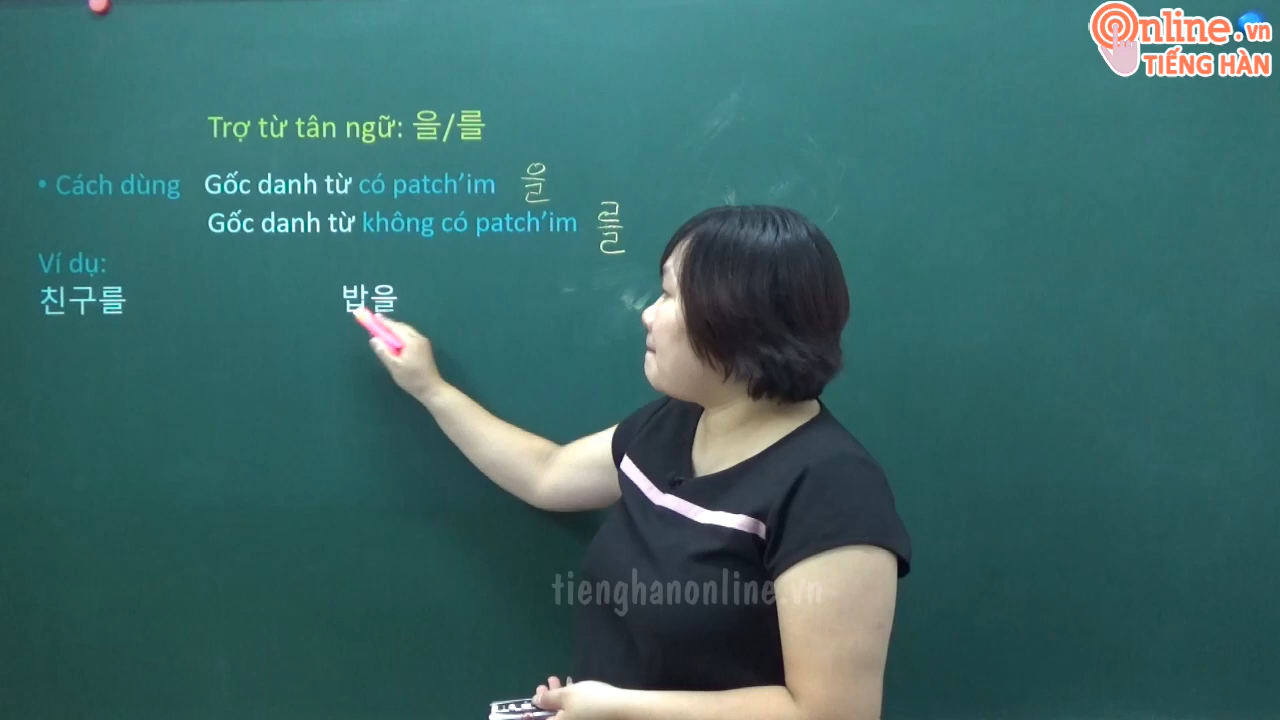 Online.vn
TIẾNG HÀN
Trợ từ tân ngữ: 을/를
• Cách dùng Gốc danh từ có patch’im 을
Gốc danh từ không có patch’im 를
Ví dụ:
친구를 밥을
tienghanonline.vn